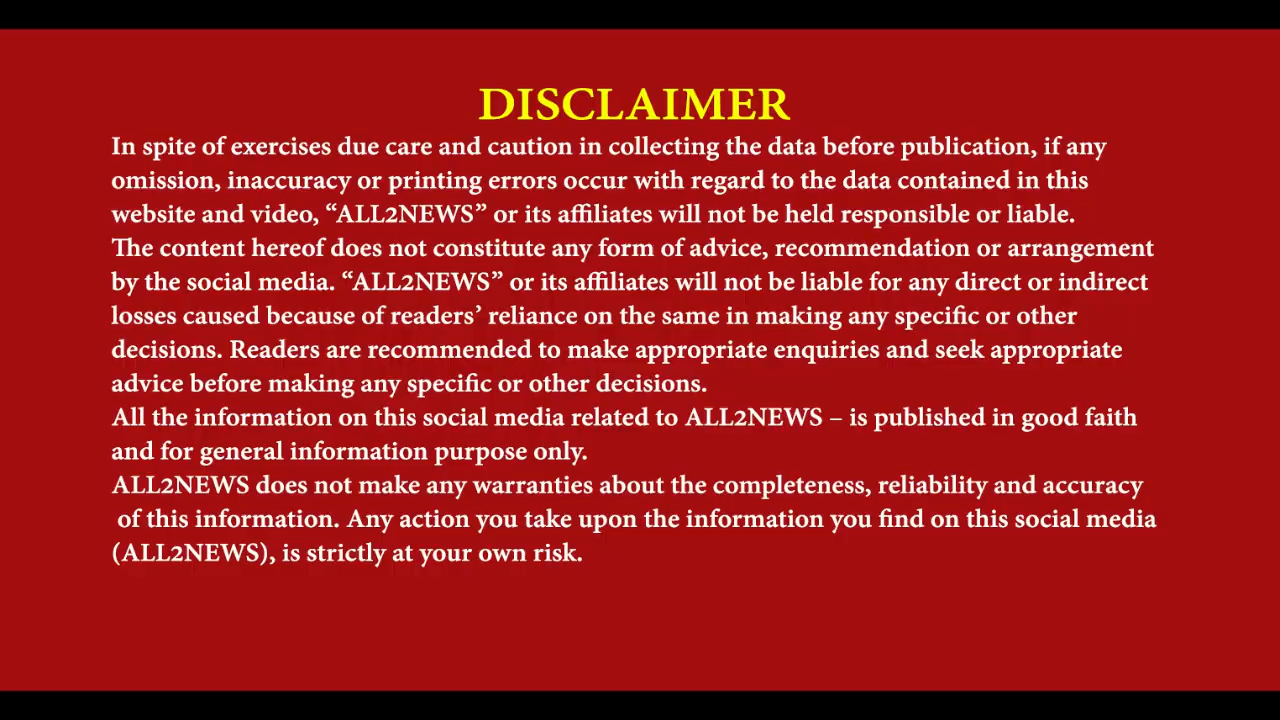 DISCLAIMER
In spite of exercises due care and caution in collecting the data before publication, if any
omission, inaccuracy or printing errors occur with regard to the data contained in this
website and video, “ALL2NEWS” or its affiliates will not be held responsible or liable.
The content hereof does not constitute any form of advice, recommendation or arrangement
by the social media. “ALL2NEWS” or its affiliates will not be liable for any direct or indirect
losses caused because of readers’ reliance on the same in making any specific or other
decisions. Readers are recommended to make appropriate enquiries and seek appropriate
advice before making any specific or other decisions.
All the information on this social media related to ALL2NEWS – is published in good faith
and for general information purpose only.
ALL2NEWS does not make any warranties about the completeness, reliability and accuracy
of this information. Any action you take upon the information you find on this social media
(ALL2NEWS), is strictly at your own risk.